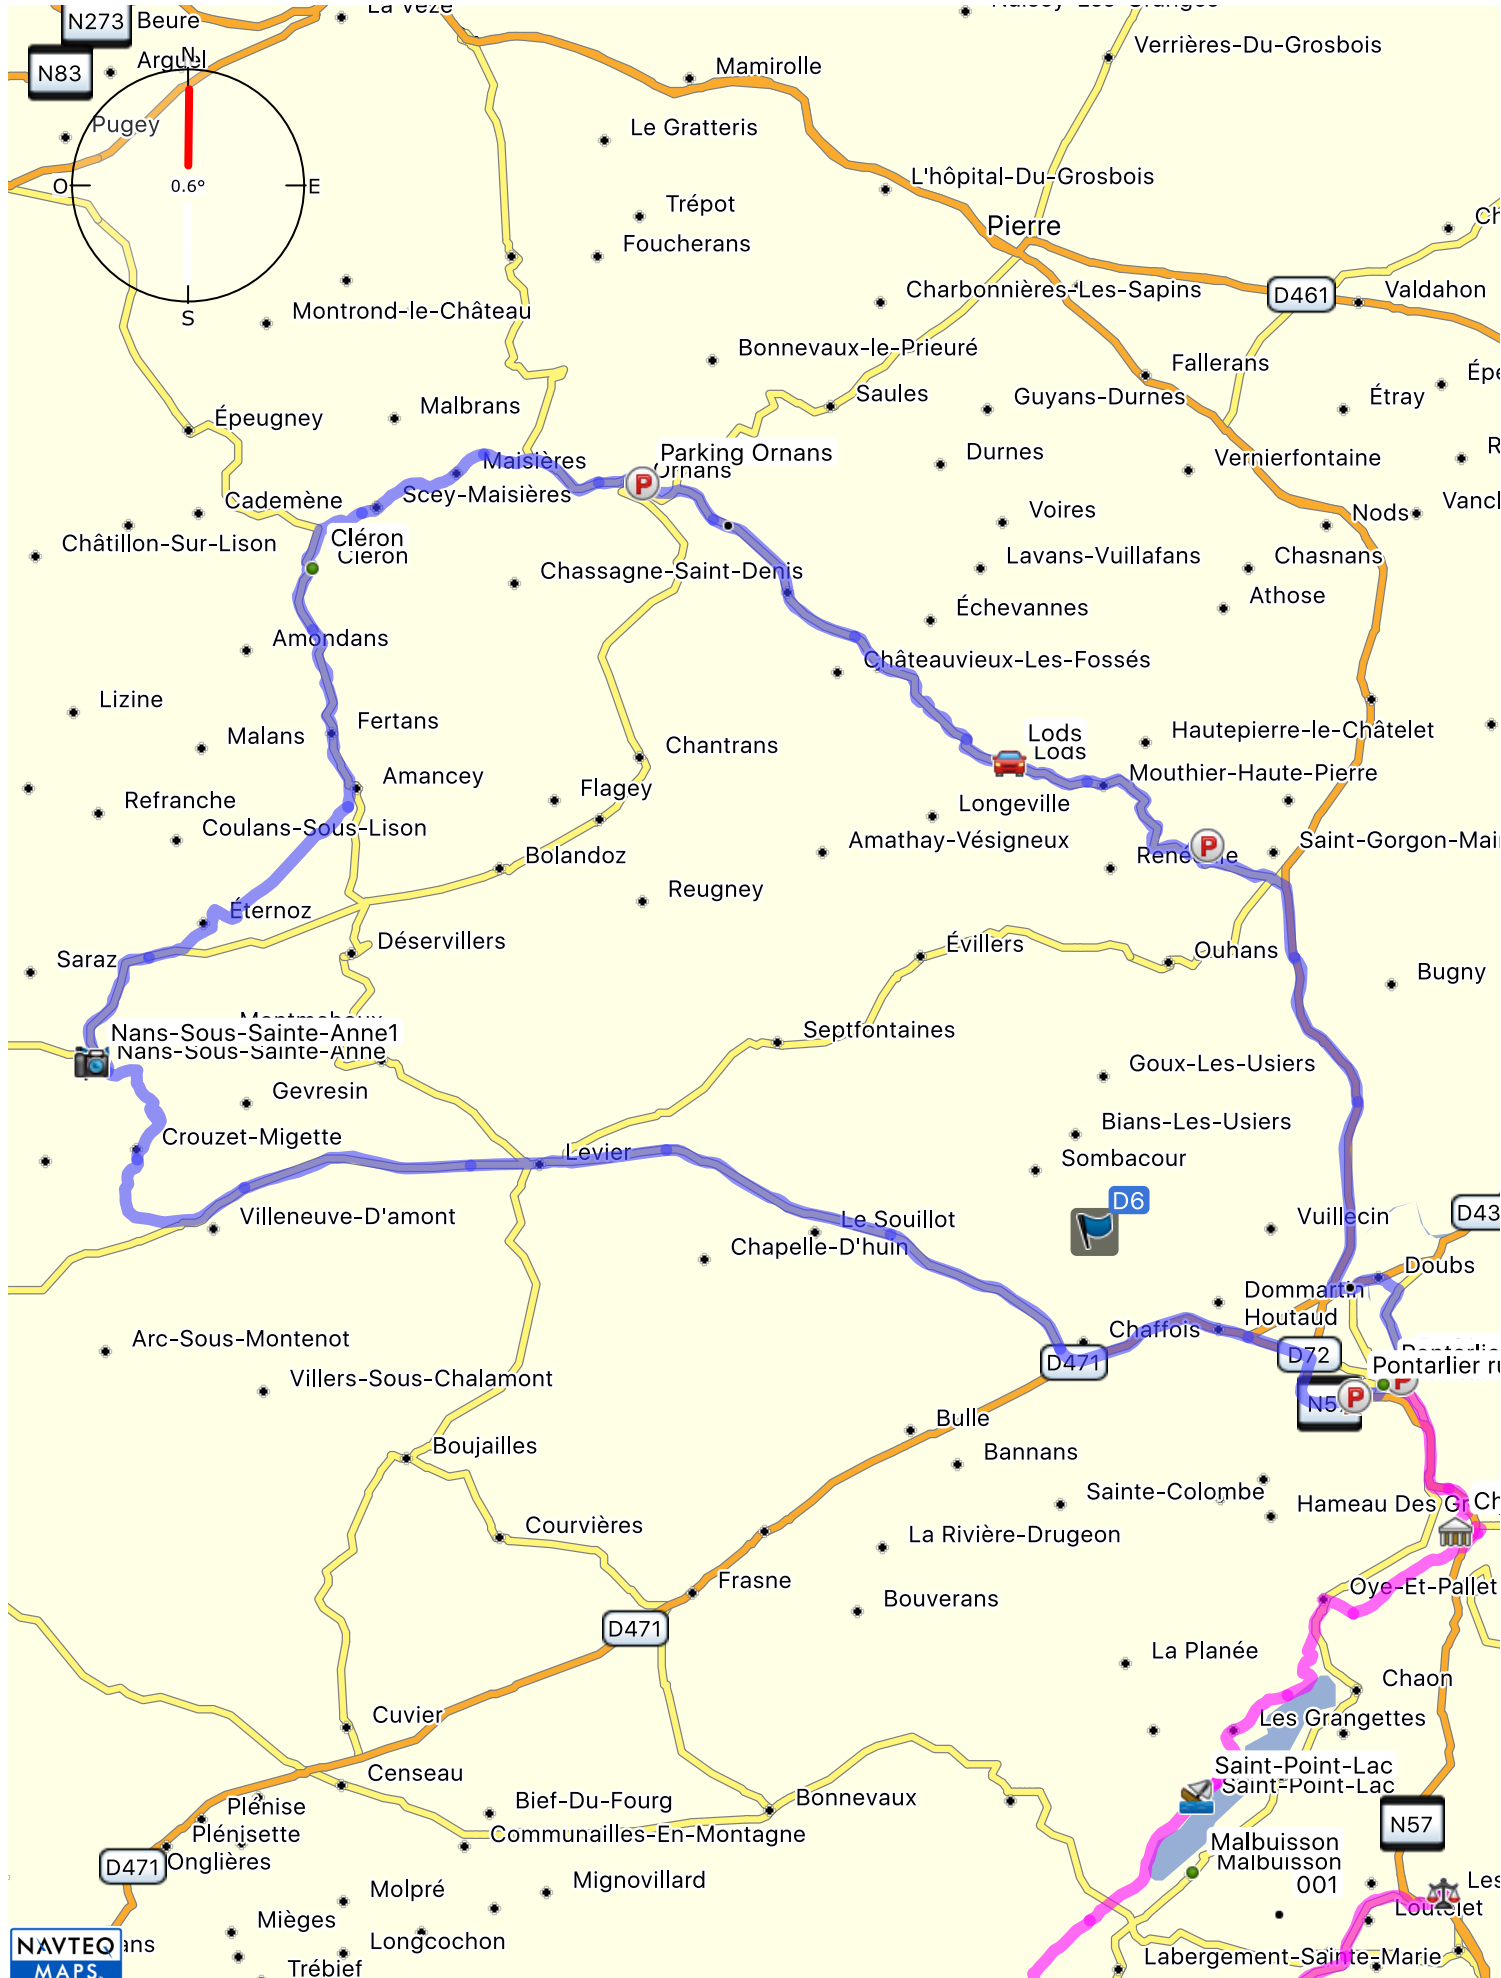 La Vèze
N273
Beure
N83
Arguel
N
Verrières-Du-Grosbois
Mamirolle
Pugey
Le Gratteris
O
0.6°
E
L'hôpital-Du-Grosbois
Trépot
Pierre
Foucherans
Charbonnières-Les-Sapins
D461
Valdahon
Montrond-le-Château
S
Bonnevaux-le-Prieuré
Fallerans
Saules
Guyans-Durnes
Étray
Malbrans
Épeugney
Parking Ornans
Ornans
Maisières
Durnes
Vernierfontaine
Scey-Maisières
Cademène
Voires
Nods
Cléron
Cléron
Châtillon-Sur-Lison
Chassagne-Saint-Denis
Lavans-Vuillafans
Chasnans
Échevannes
Athose
Amondans
Châteauvieux-Les-Fossés
Lizine
Fertans
Malans
Chantrans
Lods
Lods
Hautepierre-le-Châtelet
Amancey
Flagey
Mouthier-Haute-Pierre
Refranche
Longeville
Coulans-Sous-Lison
Amathay-Vésigneux
P
Bolandoz
Reugney
Éternoz
Déservillers
Évillers
Ouhans
Saraz
Bugny
Nans-Sous-Sainte-Anne1
Nans-Sous-Sainte-Anne
Septfontaines
Goux-Les-Usiers
Gevresin
Bians-Les-Usiers
Crouzet-Migette
Levier
Sombacour
D6
Villeneuve-D'amont
Le Souillot
Vuillecin
D43
Chapelle-D'huin
Doubs
Dommartin
Houtaud
Arc-Sous-Montenot
Chaffois
D471
D72
Pontarlier ru
Villers-Sous-Chalamont
P
P
Bulle
Boujailles
Bannans
Sainte-Colombe
Courvières
La Rivière-Drugeon
Frasne
Oye-Et-Pallet
Bouverans
D471
La Planée
Chaon
Cuvier
Les Grangettes
Saint-Point-Lac
Saint-Point-Lac
Censeau
Plénise
Bief-Du-Fourg
Bonnevaux
N57
Plénisette
Communailles-En-Montagne
Malbuisson
Malbuisson
001
D471
Onglières
Mignovillard
Molpré
Loutelet
Mièges
Longcochon
NAVTEQ
MAPS
Labergement-Sainte-Marie
Trébief